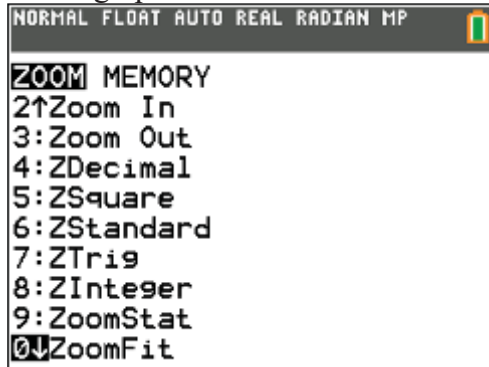 NORMAL FLOAT AUTO REAL RADIAN MP
ZOOM MEMORY
2↑Zoom In
3:Zoom Out
4:ZDecimal
5:ZSquare
6:ZStandard
7:ZTrig
8:ZInteger
9:ZoomStat
0↓ZoomFit